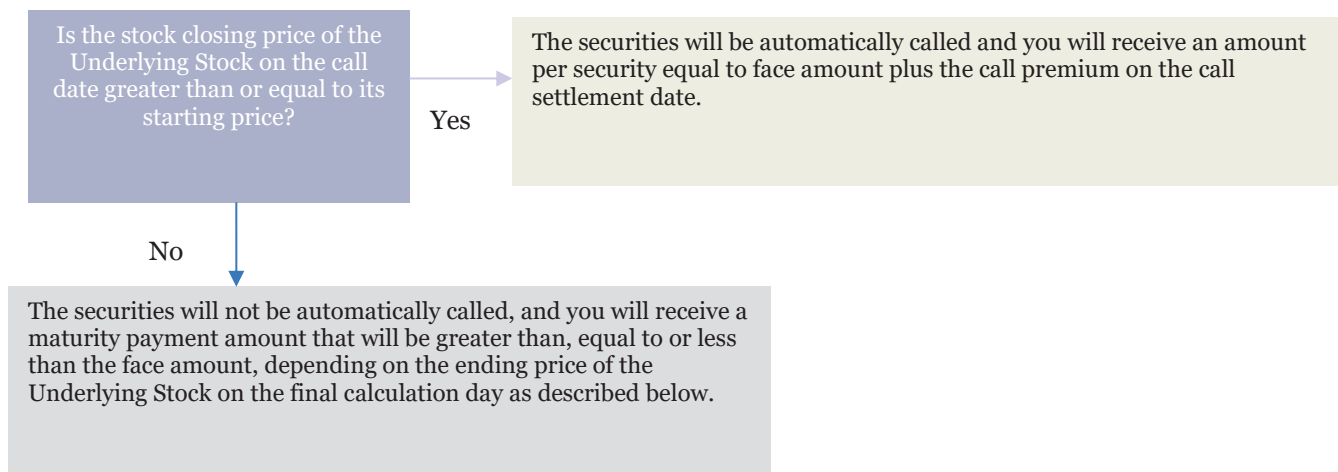 Is the stock closing price of the
Underlying Stock on the call
date greater than or equal to its
starting price?
The securities will be automatically called and you will receive an amount
per security equal to face amount plus the call premium on the call
settlement date.
Yes
No
The securities will not be automatically called, and you will receive a
maturity payment amount that will be greater than, equal to or less
than the face amount, depending on the ending price of the
Underlying Stock on the final calculation day as described below.